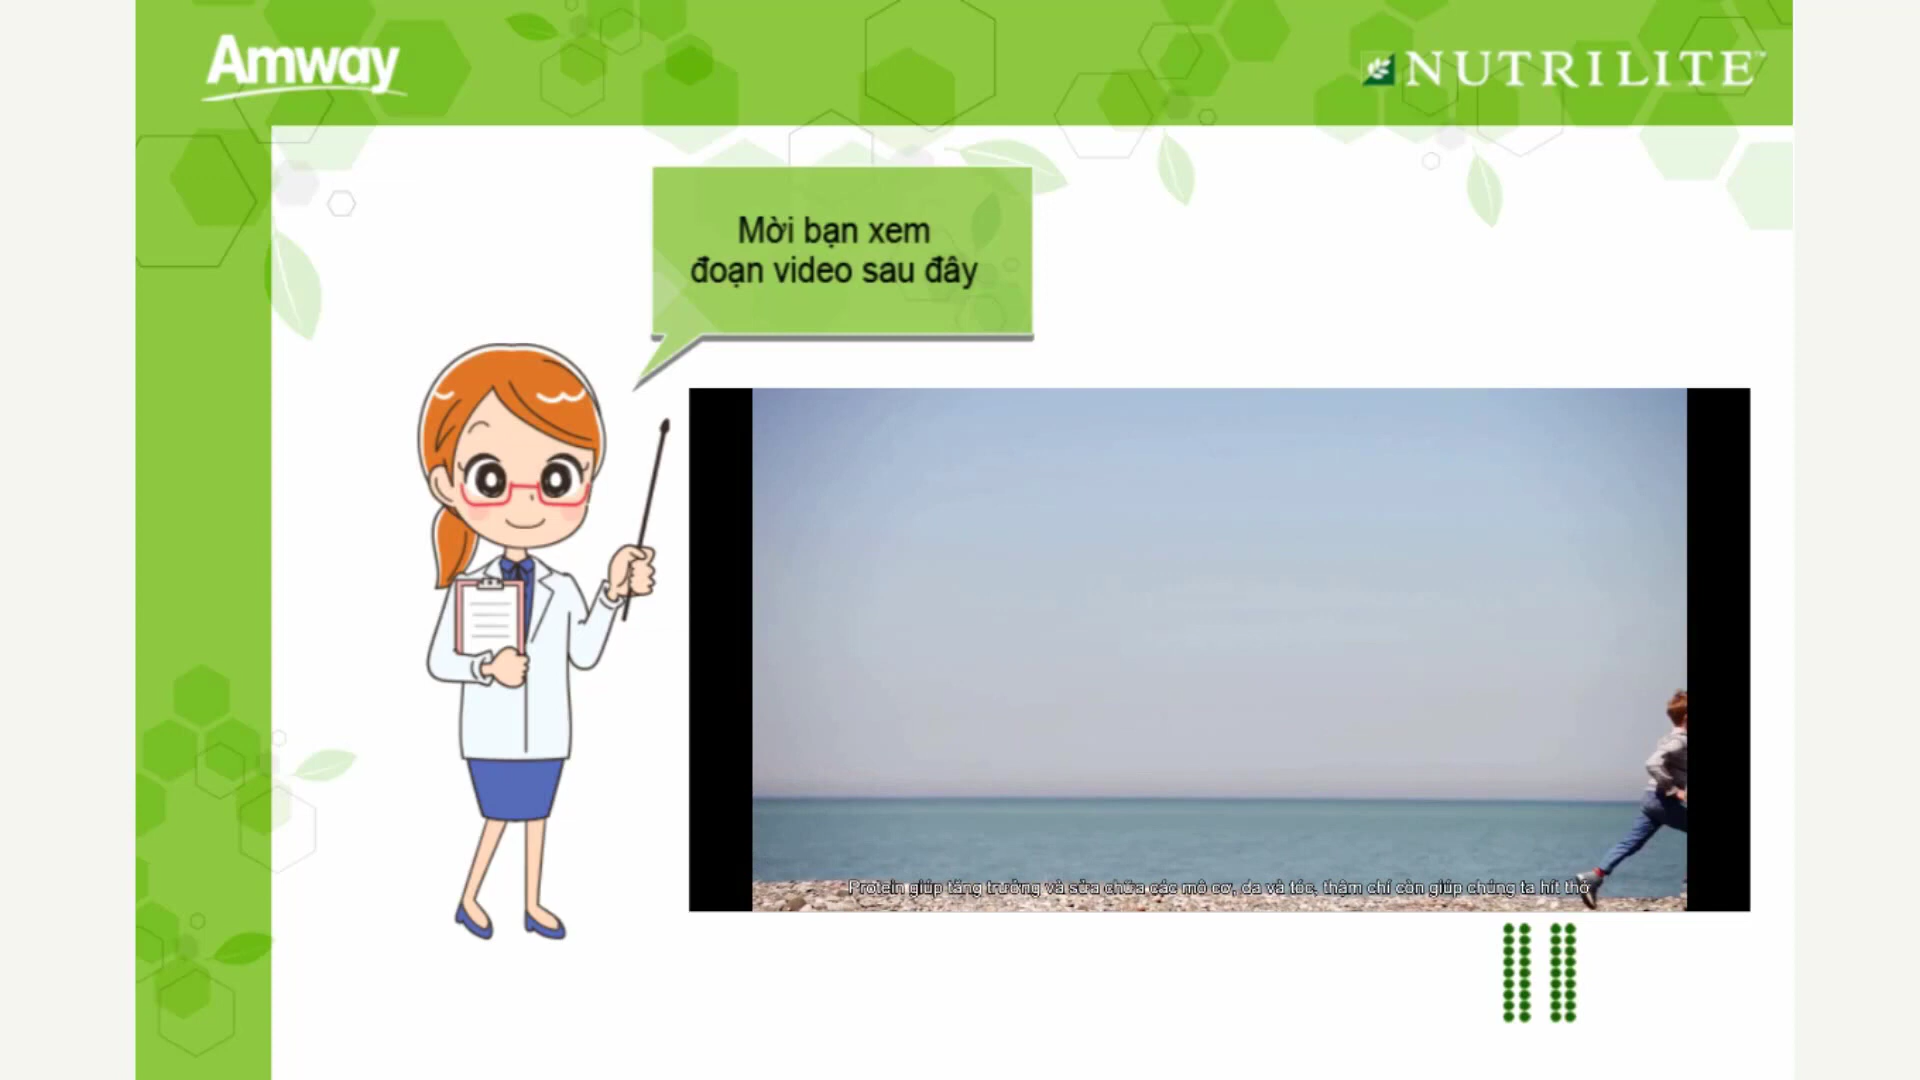 Amway
NUTRILITE™
Mời bạn xem
đoạn video sau đây
Protein giúp tăng trưởng và sửa chữa các mô cơ, da và tóc, thậm chí còn giúp chúng ta hít thở